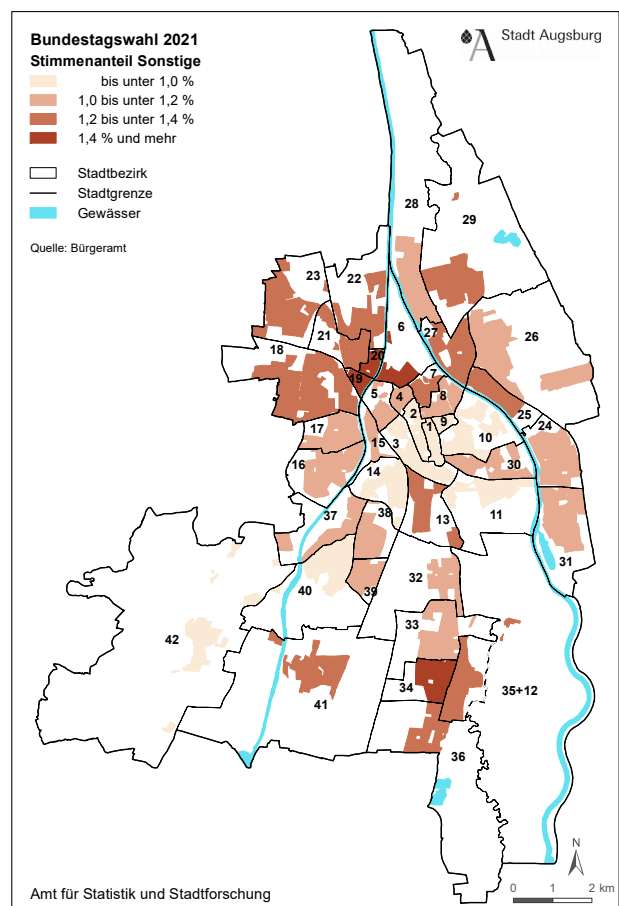 Bundestagswahl 2021
Stimmenanteil Sonstige
bis unter 1,0 %
1,0 bis unter 1,2 %
1,2 bis unter 1,4 %
1,4 % und mehr
Stadtbezirk
Stadtgrenze
Gewässer
Quelle: Bürgeramt
Stadt Augsburg
28
29
23
22
6
27
26
21
18
20
19
7
5
4
8
2
25
17
1
9
24
10
15
3
16
14
30
37
38
13
11
31
32
40
39
33
42
34
35+12
41
36
N
0 1 2 km
Amt für Statistik und Stadtforschung